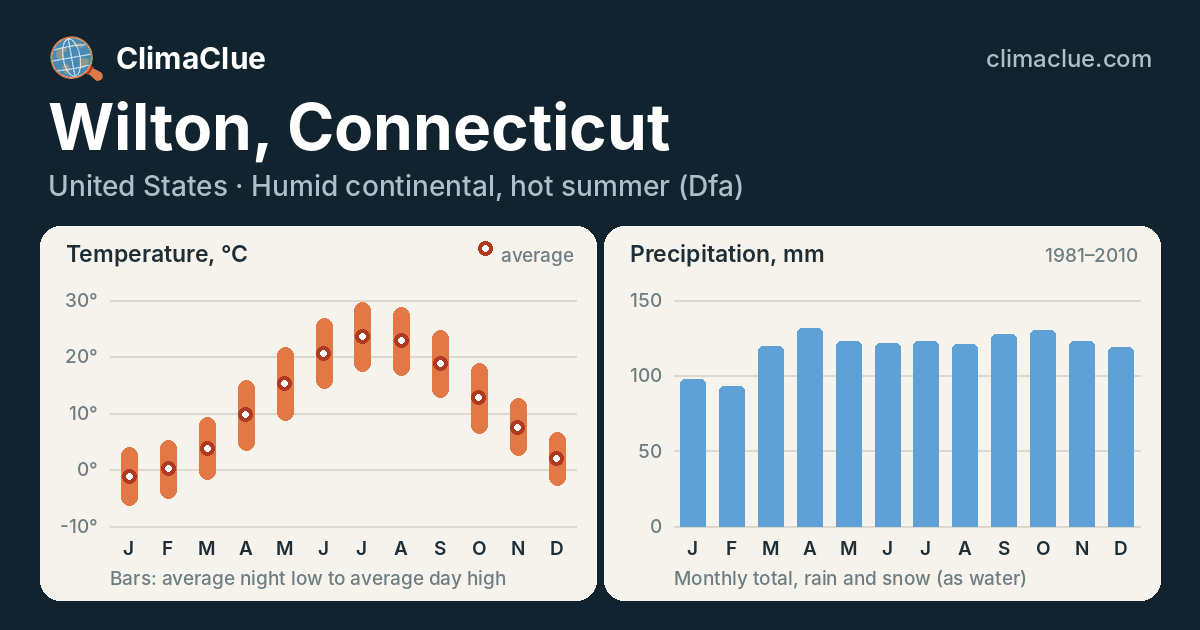 ClimaClue
climaclue.com
Wilton, Connecticut
United States · Humid continental, hot summer (Dfa)
Temperature, °C
average
30°
20°
10°
0°
-10°
J F M A M J J A S O N D
Bars: average night low to average day high
Precipitation, mm
1981–2010
150
100
50
0
J F M A M J J A S O N D
Monthly total, rain and snow (as water)